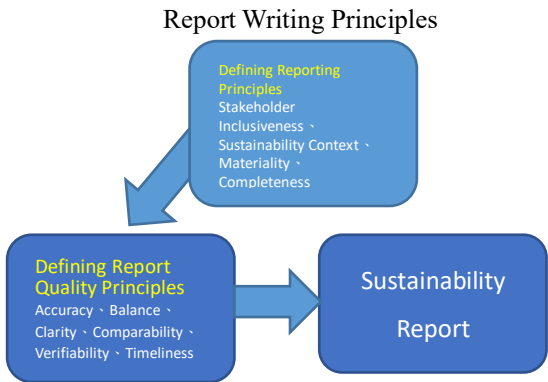 Report Writing Principles
Defining Reporting
Principles
Stakeholder
Inclusiveness、
Sustainability Context、
Materiality、
Completeness
Defining Report
Quality Principles
Accuracy、Balance、
Clarity、Comparability、
Verifiability、Timeliness
Sustainability
Report